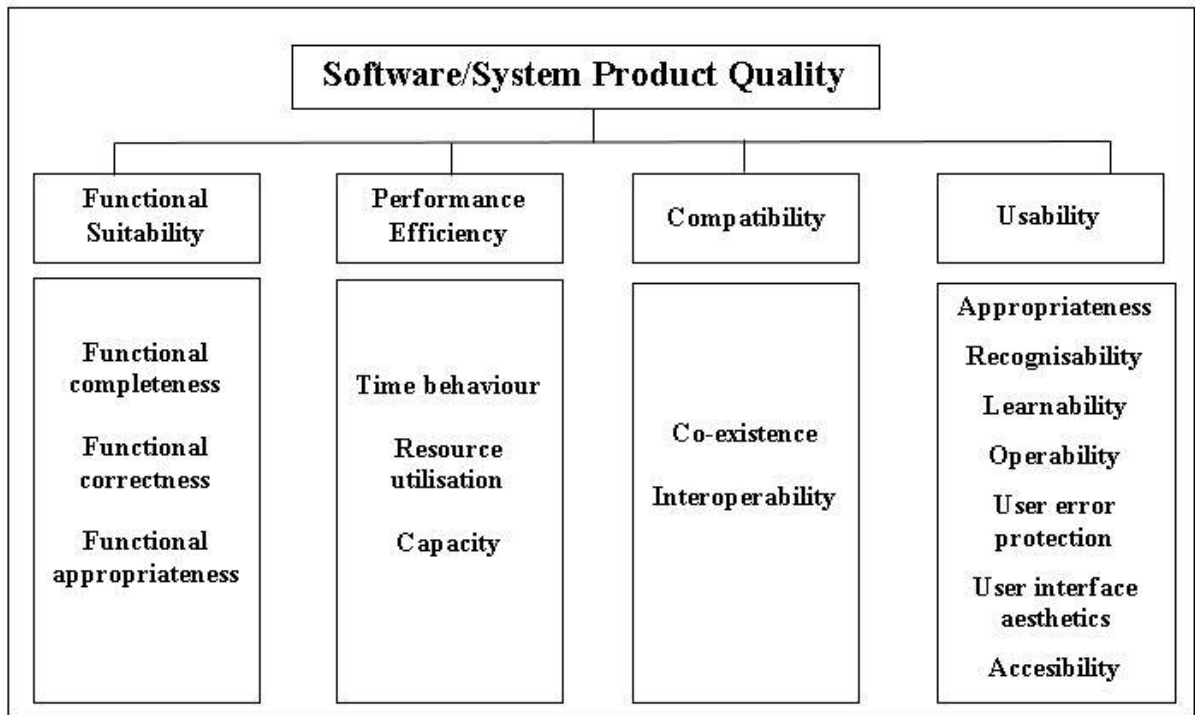 Software/System Product Quality
Functional
Suitability
Performance
Efficiency
Compatibility
Usability
Functional
completeness
Functional
correctness
Functional
appropriateness
Time behaviour
Resource
utilisation
Capacity
Co-existence
Interoperability
Appropriateness
Recognisability
Learnability
Operability
User error
protection
User interface
aesthetics
Accesibility